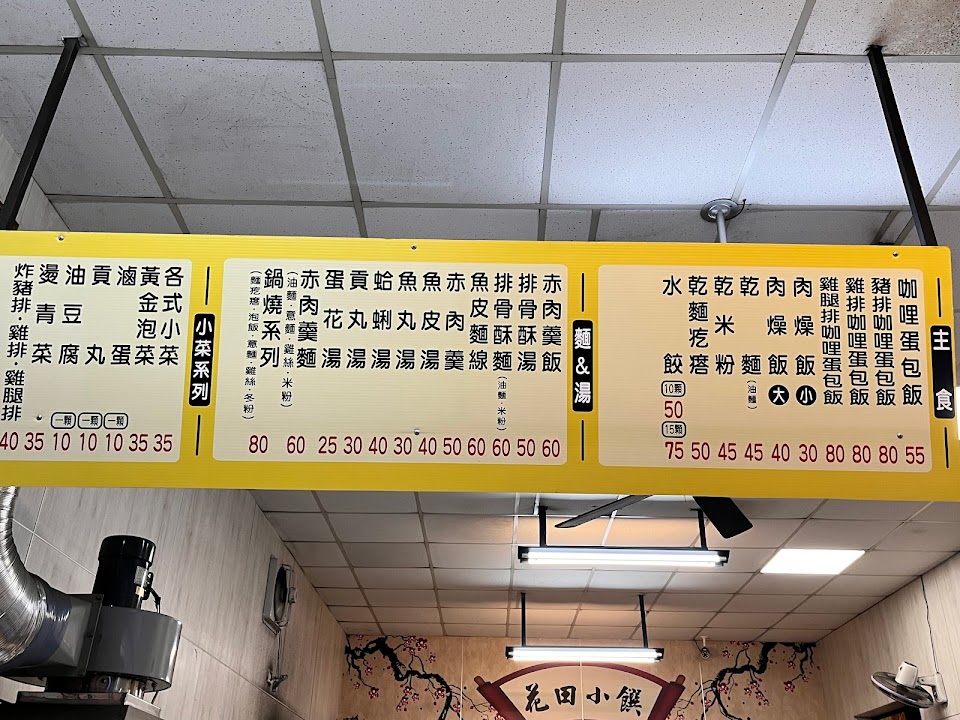 主食
咖哩蛋包飯 55
豬排咖哩蛋包飯 80
雞排咖哩蛋包飯 80
雞腿排咖哩蛋包飯 80
肉燥飯 小 30
肉燥飯 大 40
乾麵(油麵) 45
乾米粉 45
乾麵疙瘩 50
水餃 10顆 50 15顆 75
麵&湯
赤肉羹飯 60
排骨酥湯 50
排骨酥麵(油麵·米粉) 60
魚皮麵線 60
赤肉羹 50
魚皮湯 40
魚丸湯 30
蛤蜊湯 40
貢丸湯 30
蛋花湯 25
赤肉羹麵(油麵·意麵·雞絲·米粉) 60
鍋燒系列(麵疙瘩·泡飯·意麵·雞絲·冬粉) 80
小菜系列
各式小菜 35
黃金泡菜 35
滷蛋 一顆 10
貢丸 一顆 10
油豆腐 一顆 10
燙青菜 35
炸豬排·雞排·雞腿排 40
花田小饌